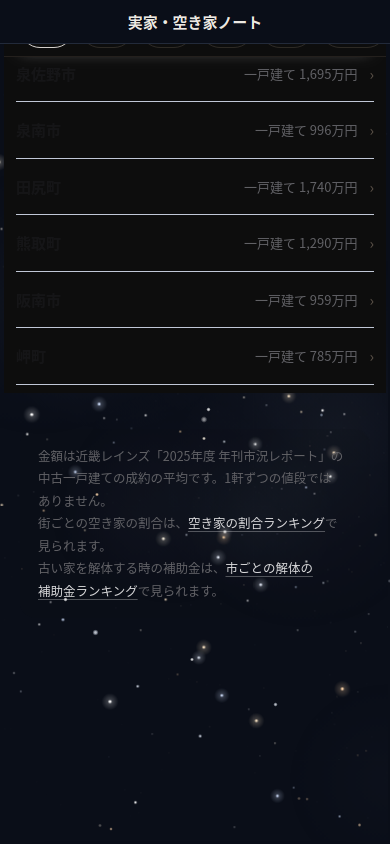 実家・空き家ノート
泉佐野市 一戸建て 1,695万円 ›
泉南市 一戸建て 996万円 ›
田尻町 一戸建て 1,740万円 ›
熊取町 一戸建て 1,290万円 ›
阪南市 一戸建て 959万円 ›
岬町 一戸建て 785万円 ›
金額は近畿レインズ「2025年度 年刊市況レポート」の
中古一戸建ての成約の平均です。1軒ずつの値段では
ありません。
街ごとの空き家の割合は、空き家の割合ランキングで
見られます。
古い家を解体する時の補助金は、市ごとの解体の
補助金ランキングで見られます。